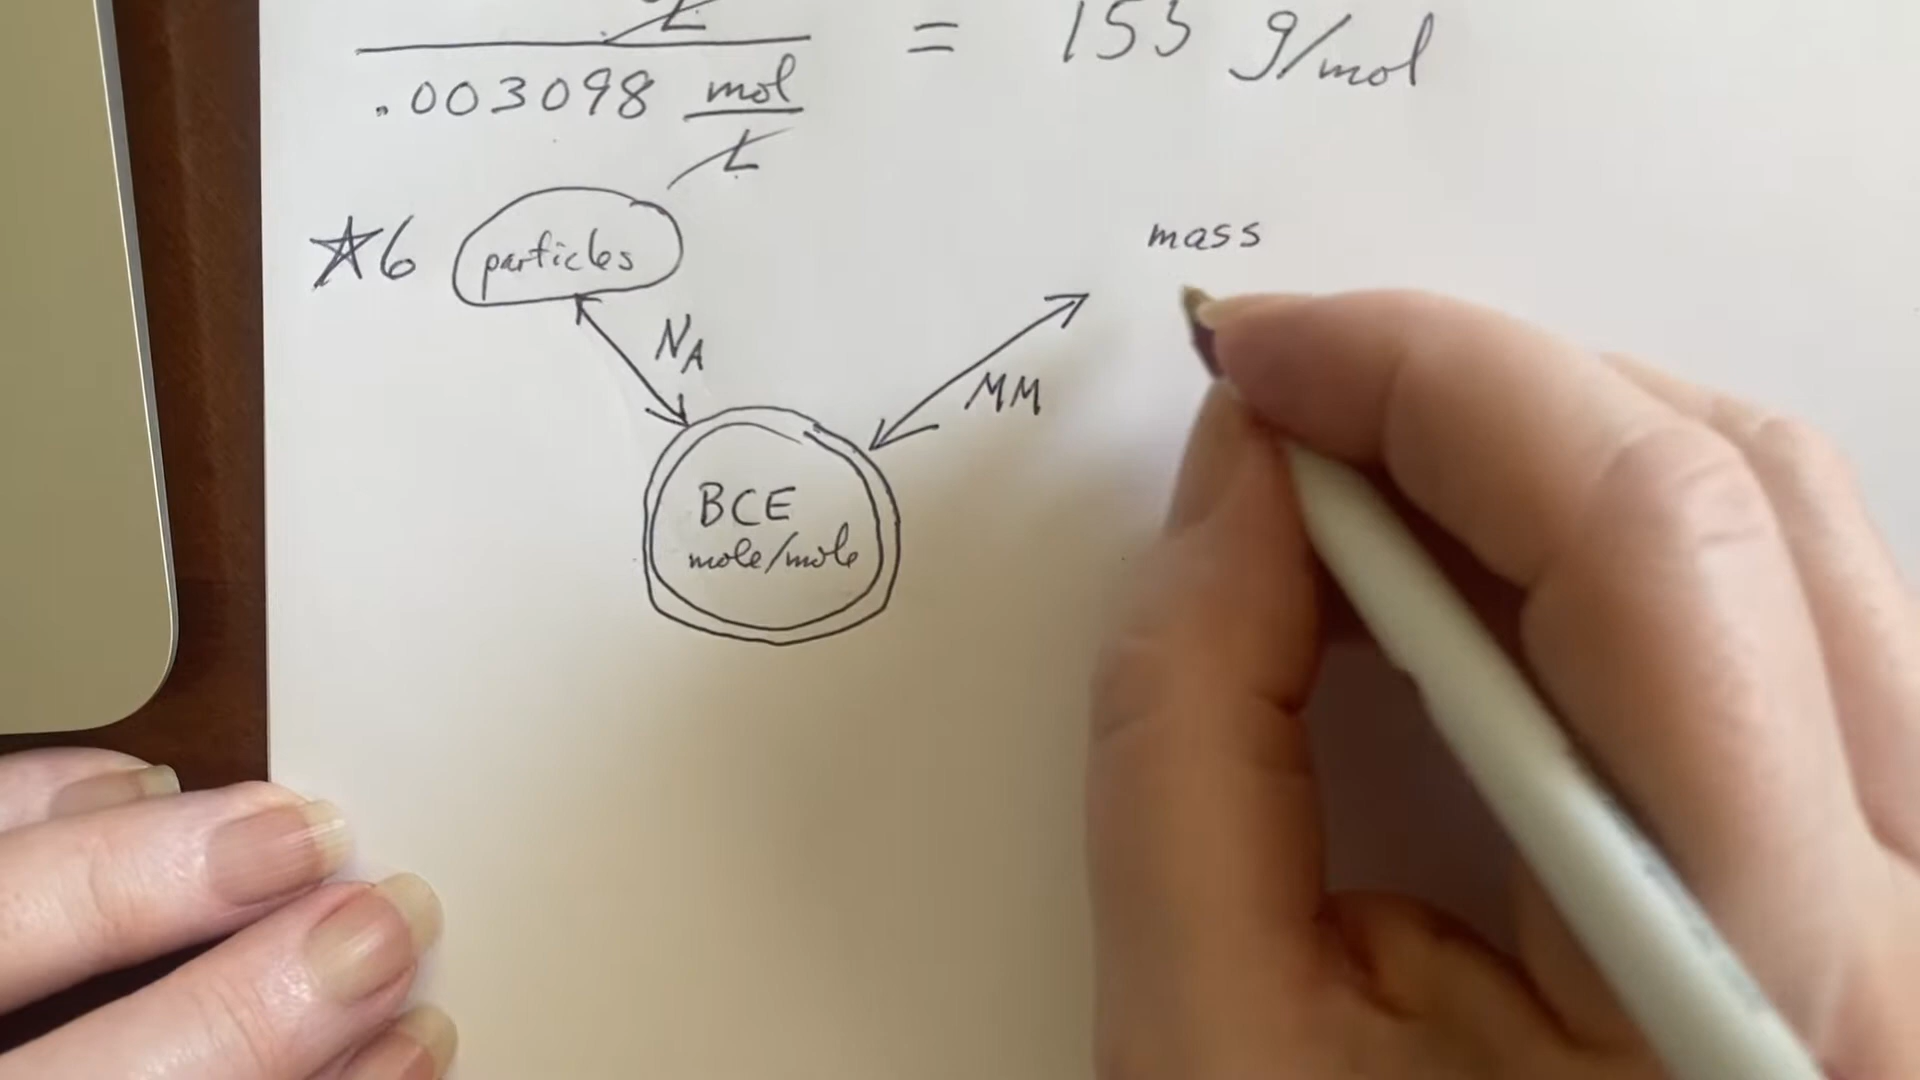 L
= 153 g/mol
.003098 mol
L
☆6 particles
mass
NA
MM
BCE
mole/mole